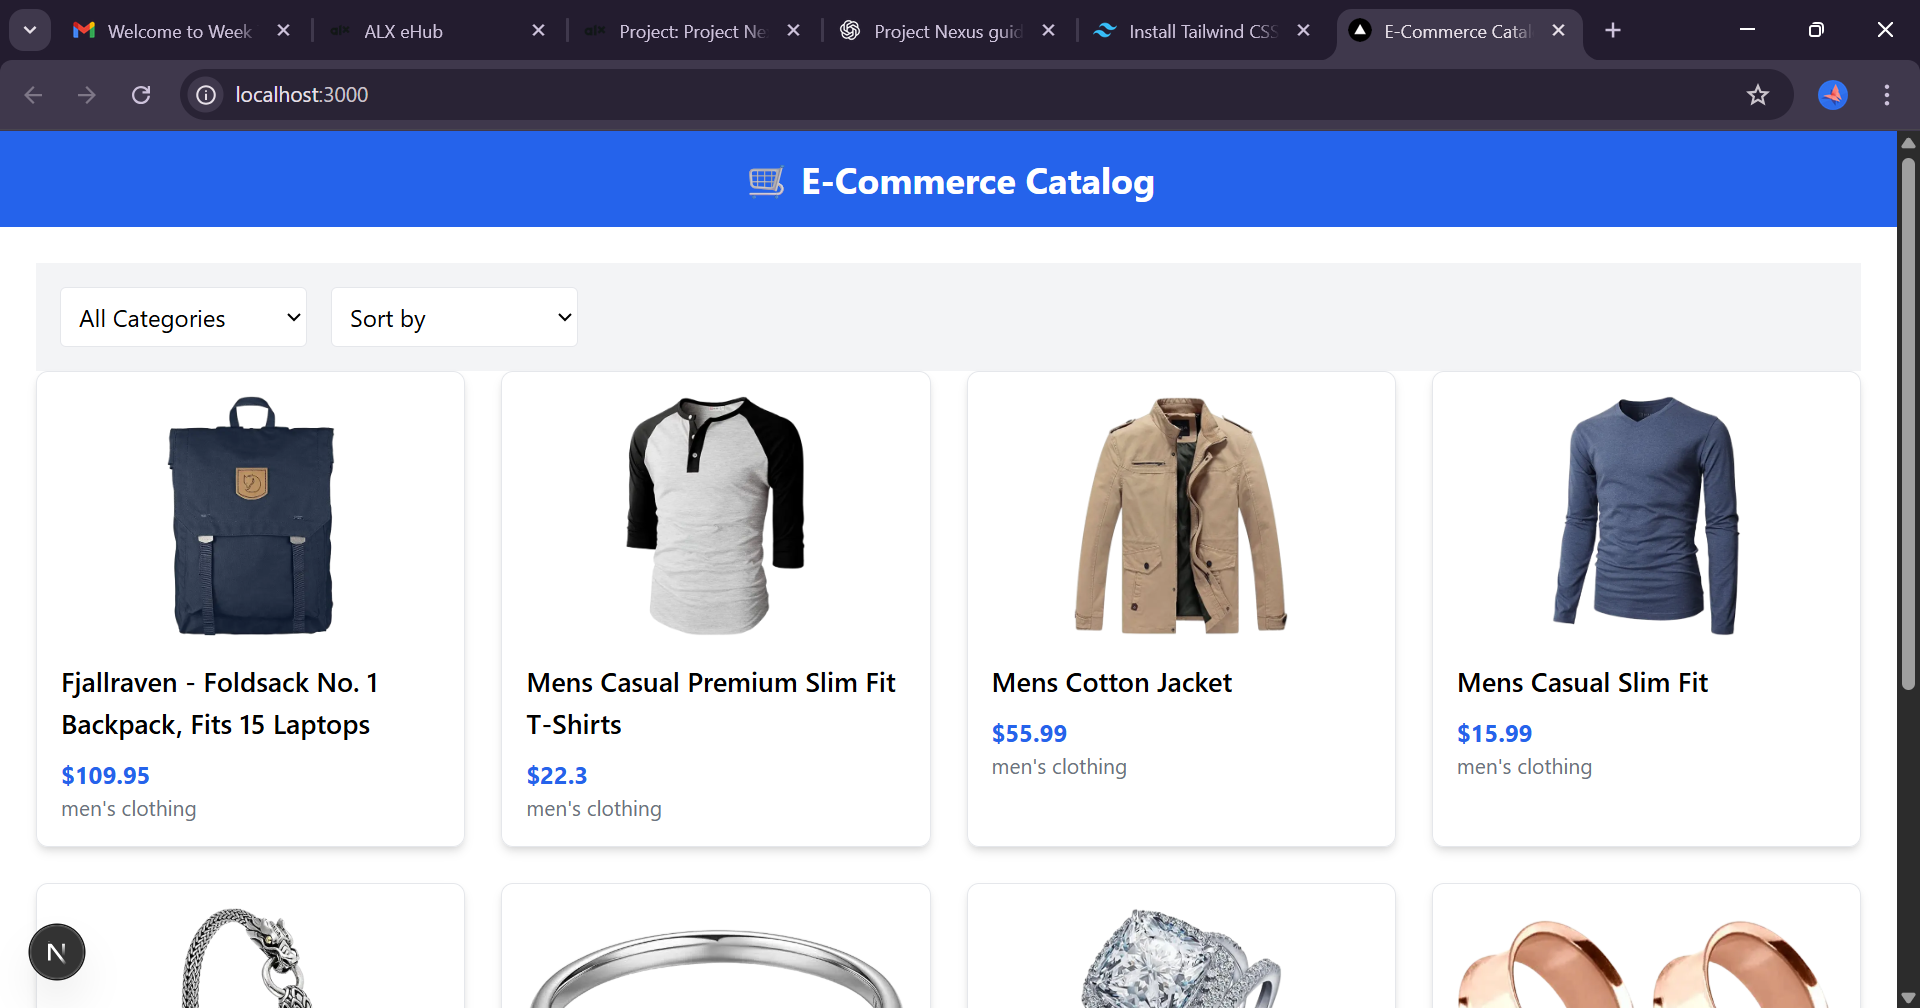 Welcome to Week
ALX eHub
Project: Project Ne
Project Nexus guid
Install Tailwind CSS
E-Commerce Catal
localhost:3000
E-Commerce Catalog
All Categories
Sort by
Fjallraven - Foldsack No. 1
Backpack, Fits 15 Laptops
$109.95
men's clothing
Mens Casual Premium Slim Fit
T-Shirts
$22.3
men's clothing
Mens Cotton Jacket
$55.99
men's clothing
Mens Casual Slim Fit
$15.99
men's clothing
N